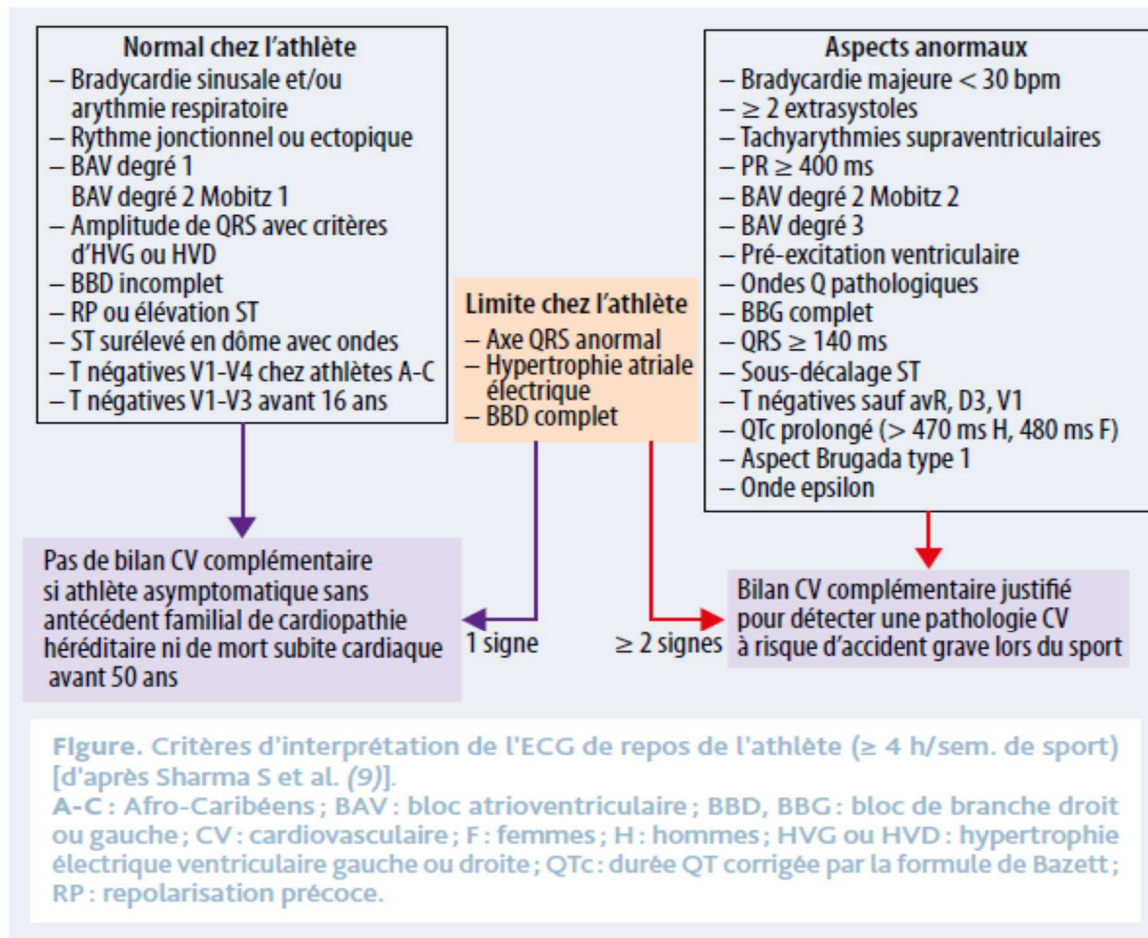 Normal chez l'athlète
– Bradycardie sinusale et/ou
arythmie respiratoire
– Rythme jonctionnel ou ectopique
– BAV degré 1
BAV degré 2 Mobitz 1
– Amplitude de QRS avec critères
d'HVG ou HVD
– BBD incomplet
– RP ou élévation ST
– ST surélevé en dôme avec ondes
– T négatives V1-V4 chez athlètes A-C
– T négatives V1-V3 avant 16 ans
Limite chez l'athlète
– Axe QRS anormal
– Hypertrophie atriale
électrique
– BBD complet
Aspects anormaux
– Bradycardie majeure < 30 bpm
– ≥ 2 extrasystoles
– Tachyarythmies supraventriculaires
– PR ≥ 400 ms
– BAV degré 2 Mobitz 2
– BAV degré 3
– Pré-excitation ventriculaire
– Ondes Q pathologiques
– BBG complet
– QRS ≥ 140 ms
– Sous-décalage ST
– T négatives sauf avR, D3, V1
– QTc prolongé (> 470 ms H, 480 ms F)
– Aspect Brugada type 1
– Onde epsilon
Pas de bilan CV complémentaire
si athlète asymptomatique sans
antécédent familial de cardiopathie
héréditaire ni de mort subite cardiaque
avant 50 ans
1 signe
≥ 2 signes
Bilan CV complémentaire justifié
pour détecter une pathologie CV
à risque d'accident grave lors du sport
Figure. Critères d'interprétation de l'ECG de repos de l'athlète (≥ 4 h/sem. de sport)
[d'après Sharma S et al. (9)].
A-C : Afro-Caribéens ; BAV : bloc atrioventriculaire ; BBD, BBG : bloc de branche droit
ou gauche ; CV : cardiovasculaire ; F : femmes ; H : hommes ; HVG ou HVD : hypertrophie
électrique ventriculaire gauche ou droite ; QTc : durée QT corrigée par la formule de Bazett ;
RP : repolarisation précoce.